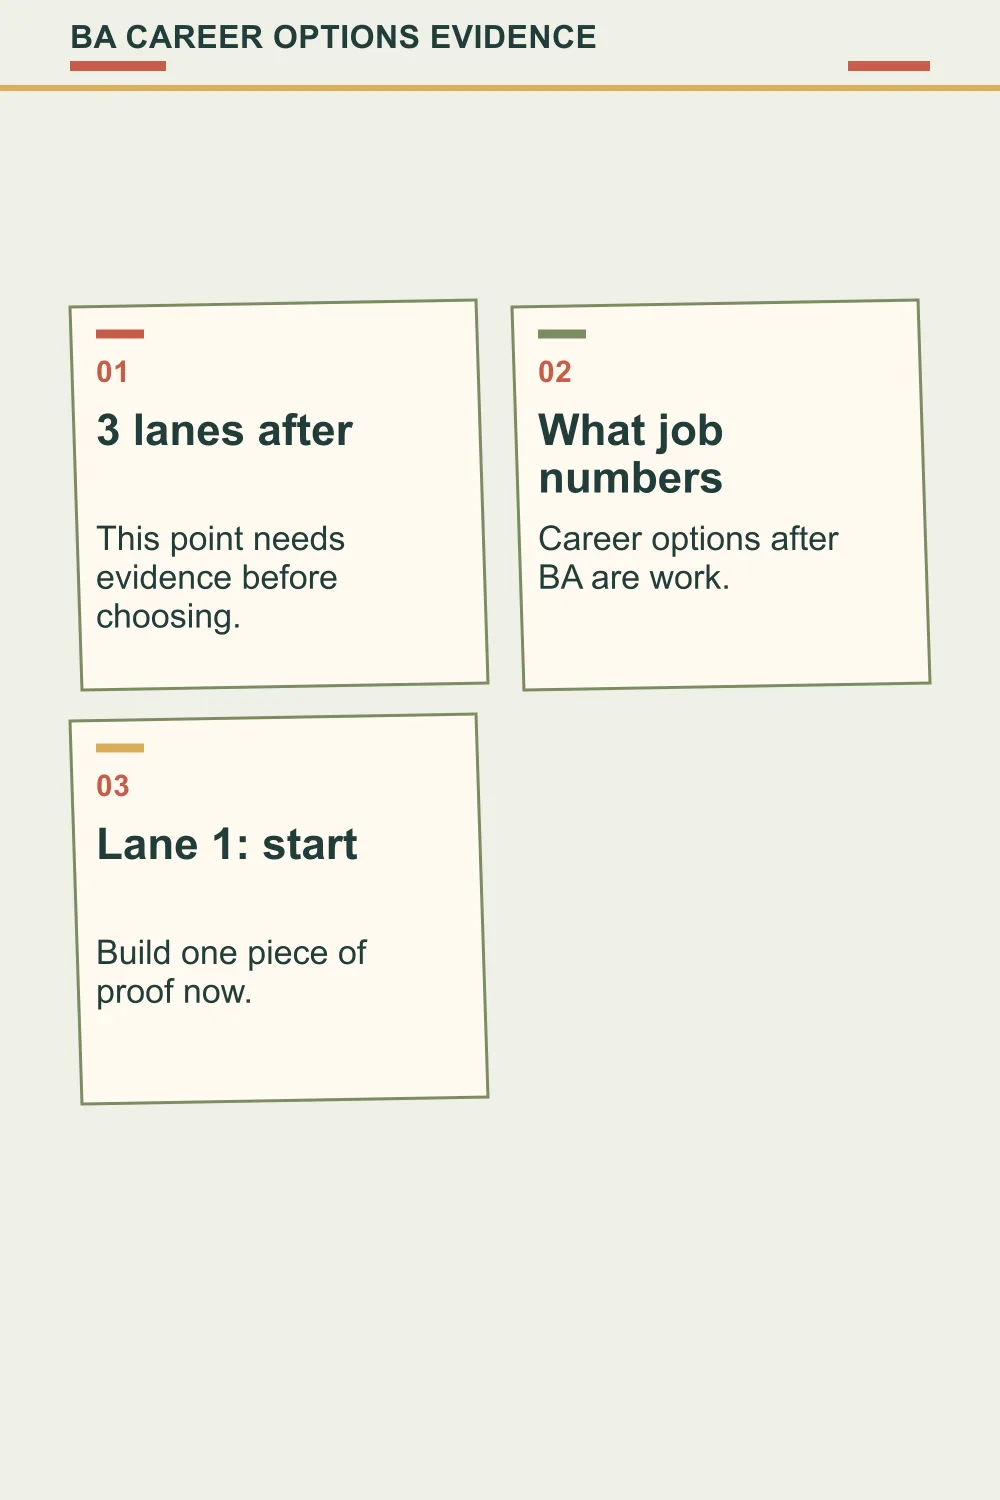 BA CAREER OPTIONS EVIDENCE
01
3 lanes after
This point needs
evidence before
choosing.
02
What job
numbers
Career options after
BA are work.
03
Lane 1: start
Build one piece of
proof now.